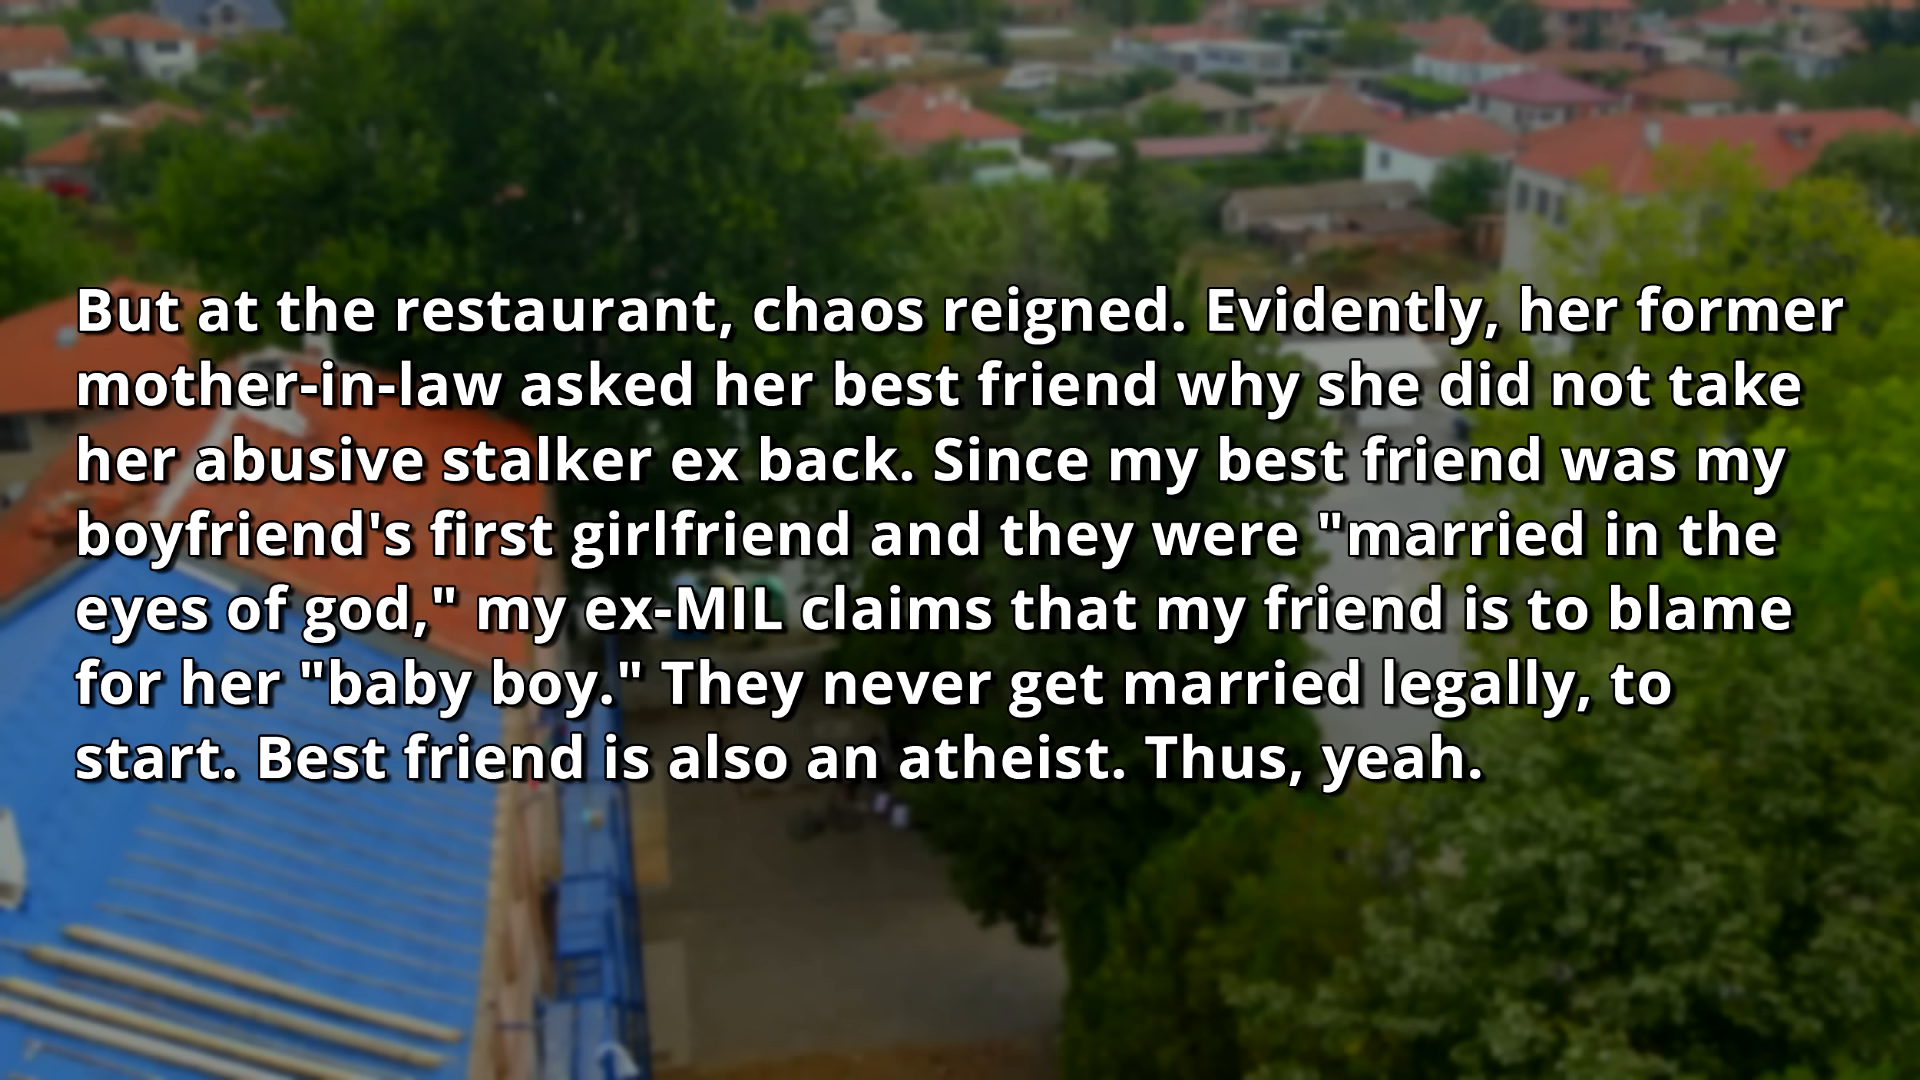 But at the restaurant, chaos reigned. Evidently, her former
mother-in-law asked her best friend why she did not take
her abusive stalker ex back. Since my best friend was my
boyfriend's first girlfriend and they were "married in the
eyes of god," my ex-MIL claims that my friend is to blame
for her "baby boy." They never get married legally, to
start. Best friend is also an atheist. Thus, yeah.